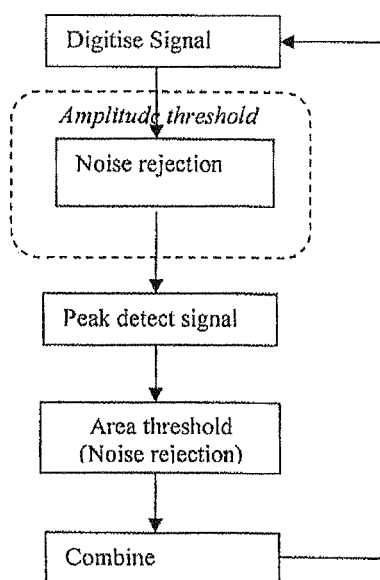 Digitise Signal
Amplitude threshold
Noise rejection
Peak detect signal
Area threshold
(Noise rejection)
Combine